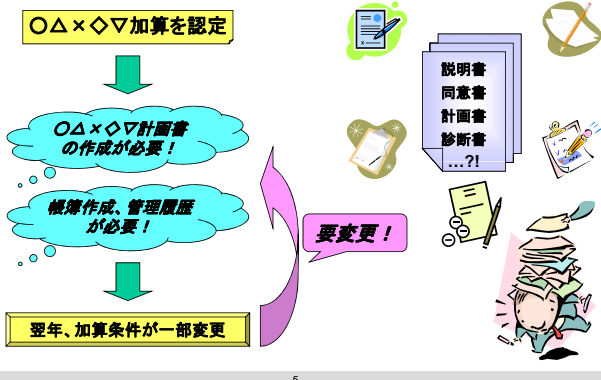 〇△×◇▽加算を認定
〇△×◇▽計画書
の作成が必要！
帳簿作成、管理履歴
が必要！
翌年、加算条件が一部変更
要変更！
説明書
同意書
計画書
診断書
…?!
5